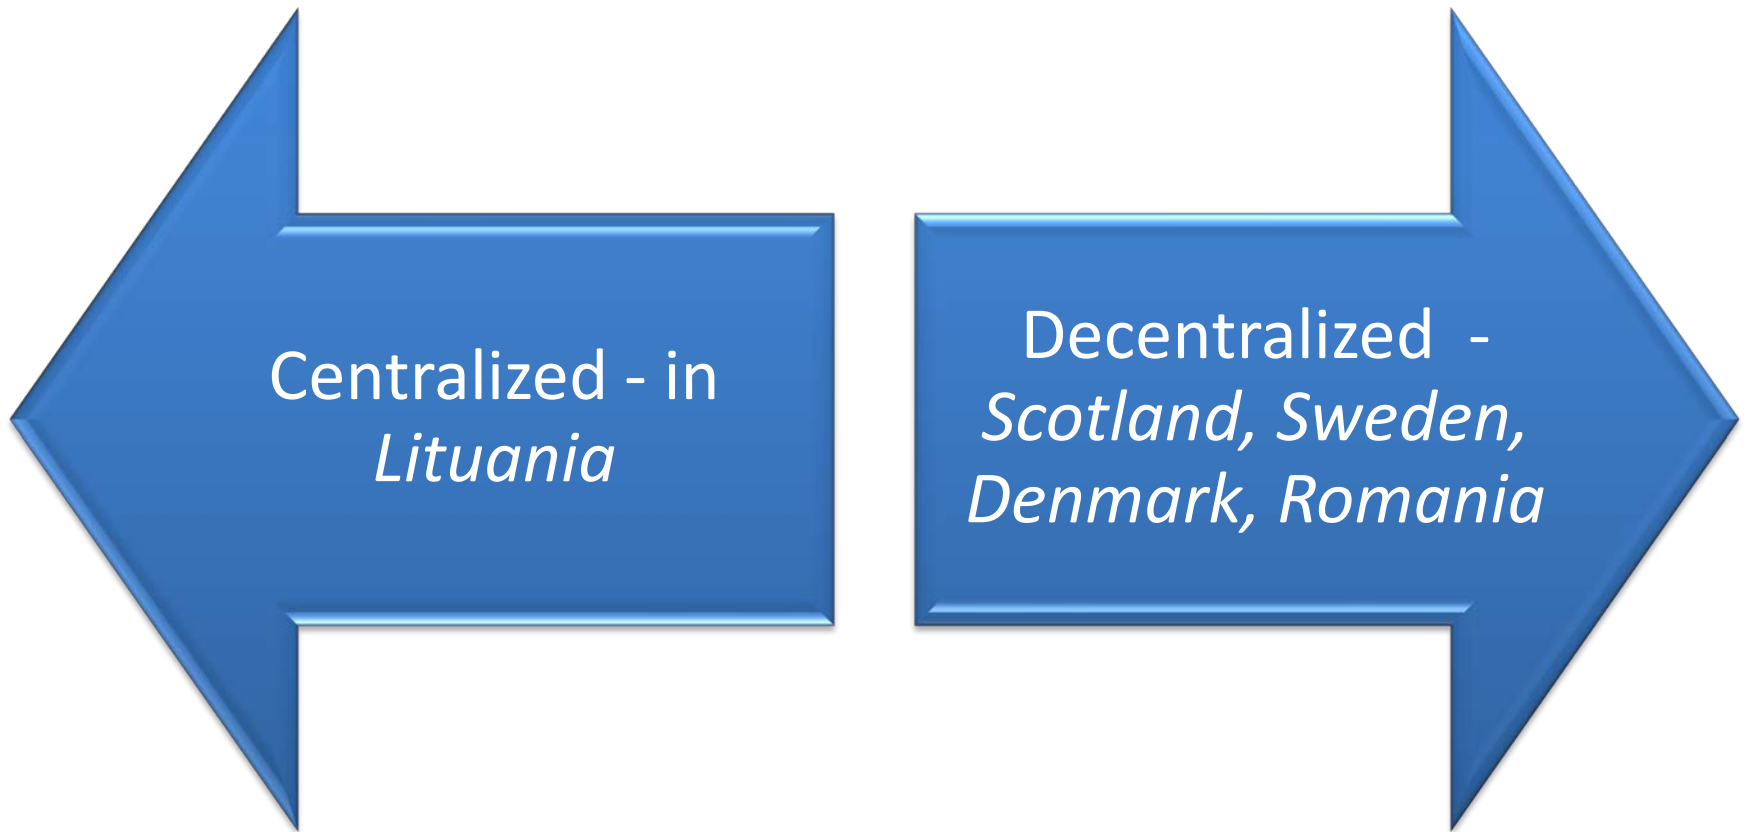 Centralized - in
Lituania
Decentralized -
Scotland, Sweden,
Denmark, Romania